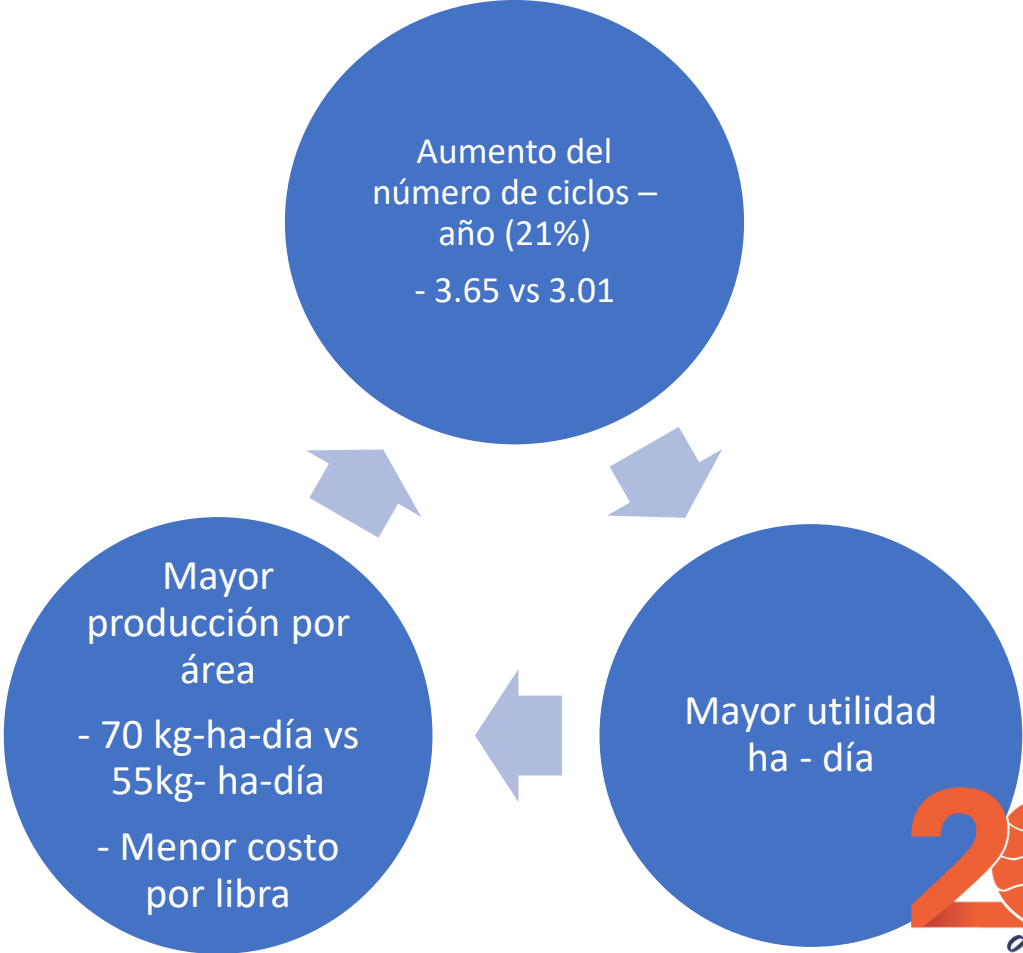 Aumento del
número de ciclos –
año (21%)
- 3.65 vs 3.01
Mayor utilidad
ha - día
Mayor
producción por
área
- 70 kg-ha-día vs
55kg- ha-día
- Menor costo
por libra
2